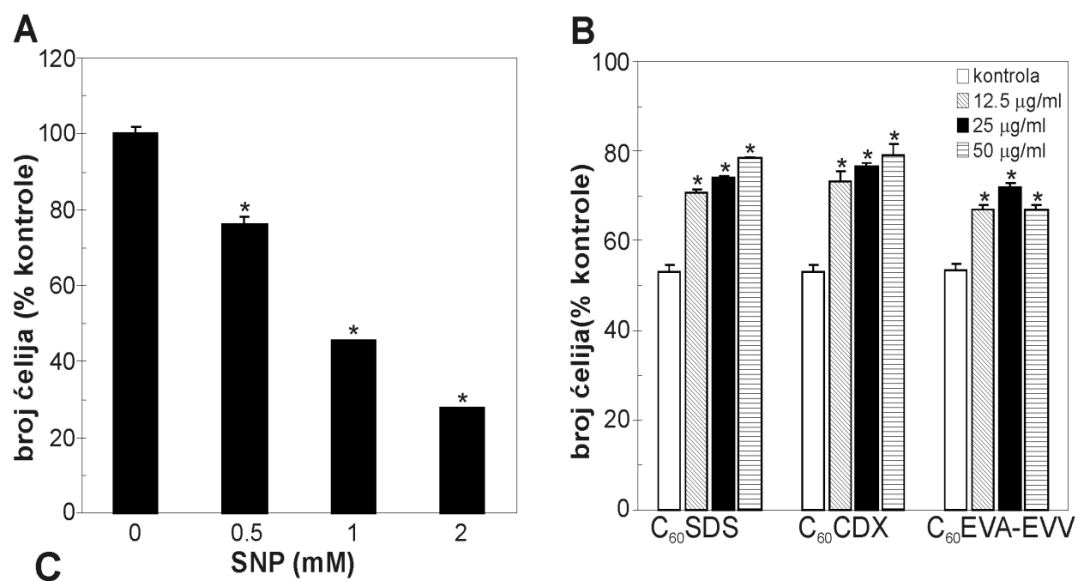 A
broj ćelija (% kontrole)
120
100
80
60
40
20
0
*
*
*
0 0.5 1 2
SNP (mM)
B
broj ćelija(% kontrole)
100
80
60
40
20
0
kontrola
12.5 µg/ml
25 µg/ml
50 µg/ml
* * *
* * *
* * *
C₆₀SDS C₆₀CDX C₆₀EVA-EVV
C